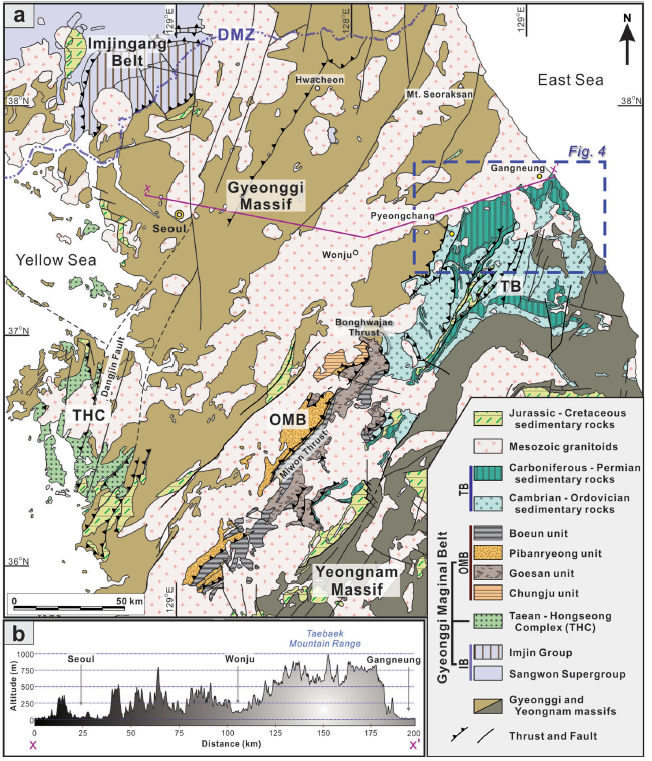 a
129°E
128°E
129°E
N
Imjingang
Belt
DMZ
Hwacheon
Mt. Seoraksan
East Sea
38°N
38°N
Fig. 4
Gangneung
X
X'
Gyeonggi
Massif
Pyeongchang
Seoul
Wonju
Yellow Sea
TB
37°N
37°N
Bonghwajae
Thrust
Dangjin Fault
THC
OMB
Miwon Thrust
36°N
Yeongnam
Massif
0 50 km
129°E
Jurassic - Cretaceous
sedimentary rocks
Mesozoic granitoids
TB
Carboniferous - Permian
sedimentary rocks
Cambrian - Ordovician
sedimentary rocks
Gyeonggi Maginal Belt
OMB
Boeun unit
Pibanryeong unit
Goesan unit
Chungju unit
Taean - Hongseong
Complex (THC)
IB
Imjin Group
Sangwon Supergroup
Gyeonggi and
Yeongnam massifs
Thrust and Fault
b
Taebaek
Mountain Range
Seoul
Wonju
Gangneung
Altitude (m)
1000
750
500
250
0
0 25 50 75 100 125 150 175 200
Distance (km)
X
X'